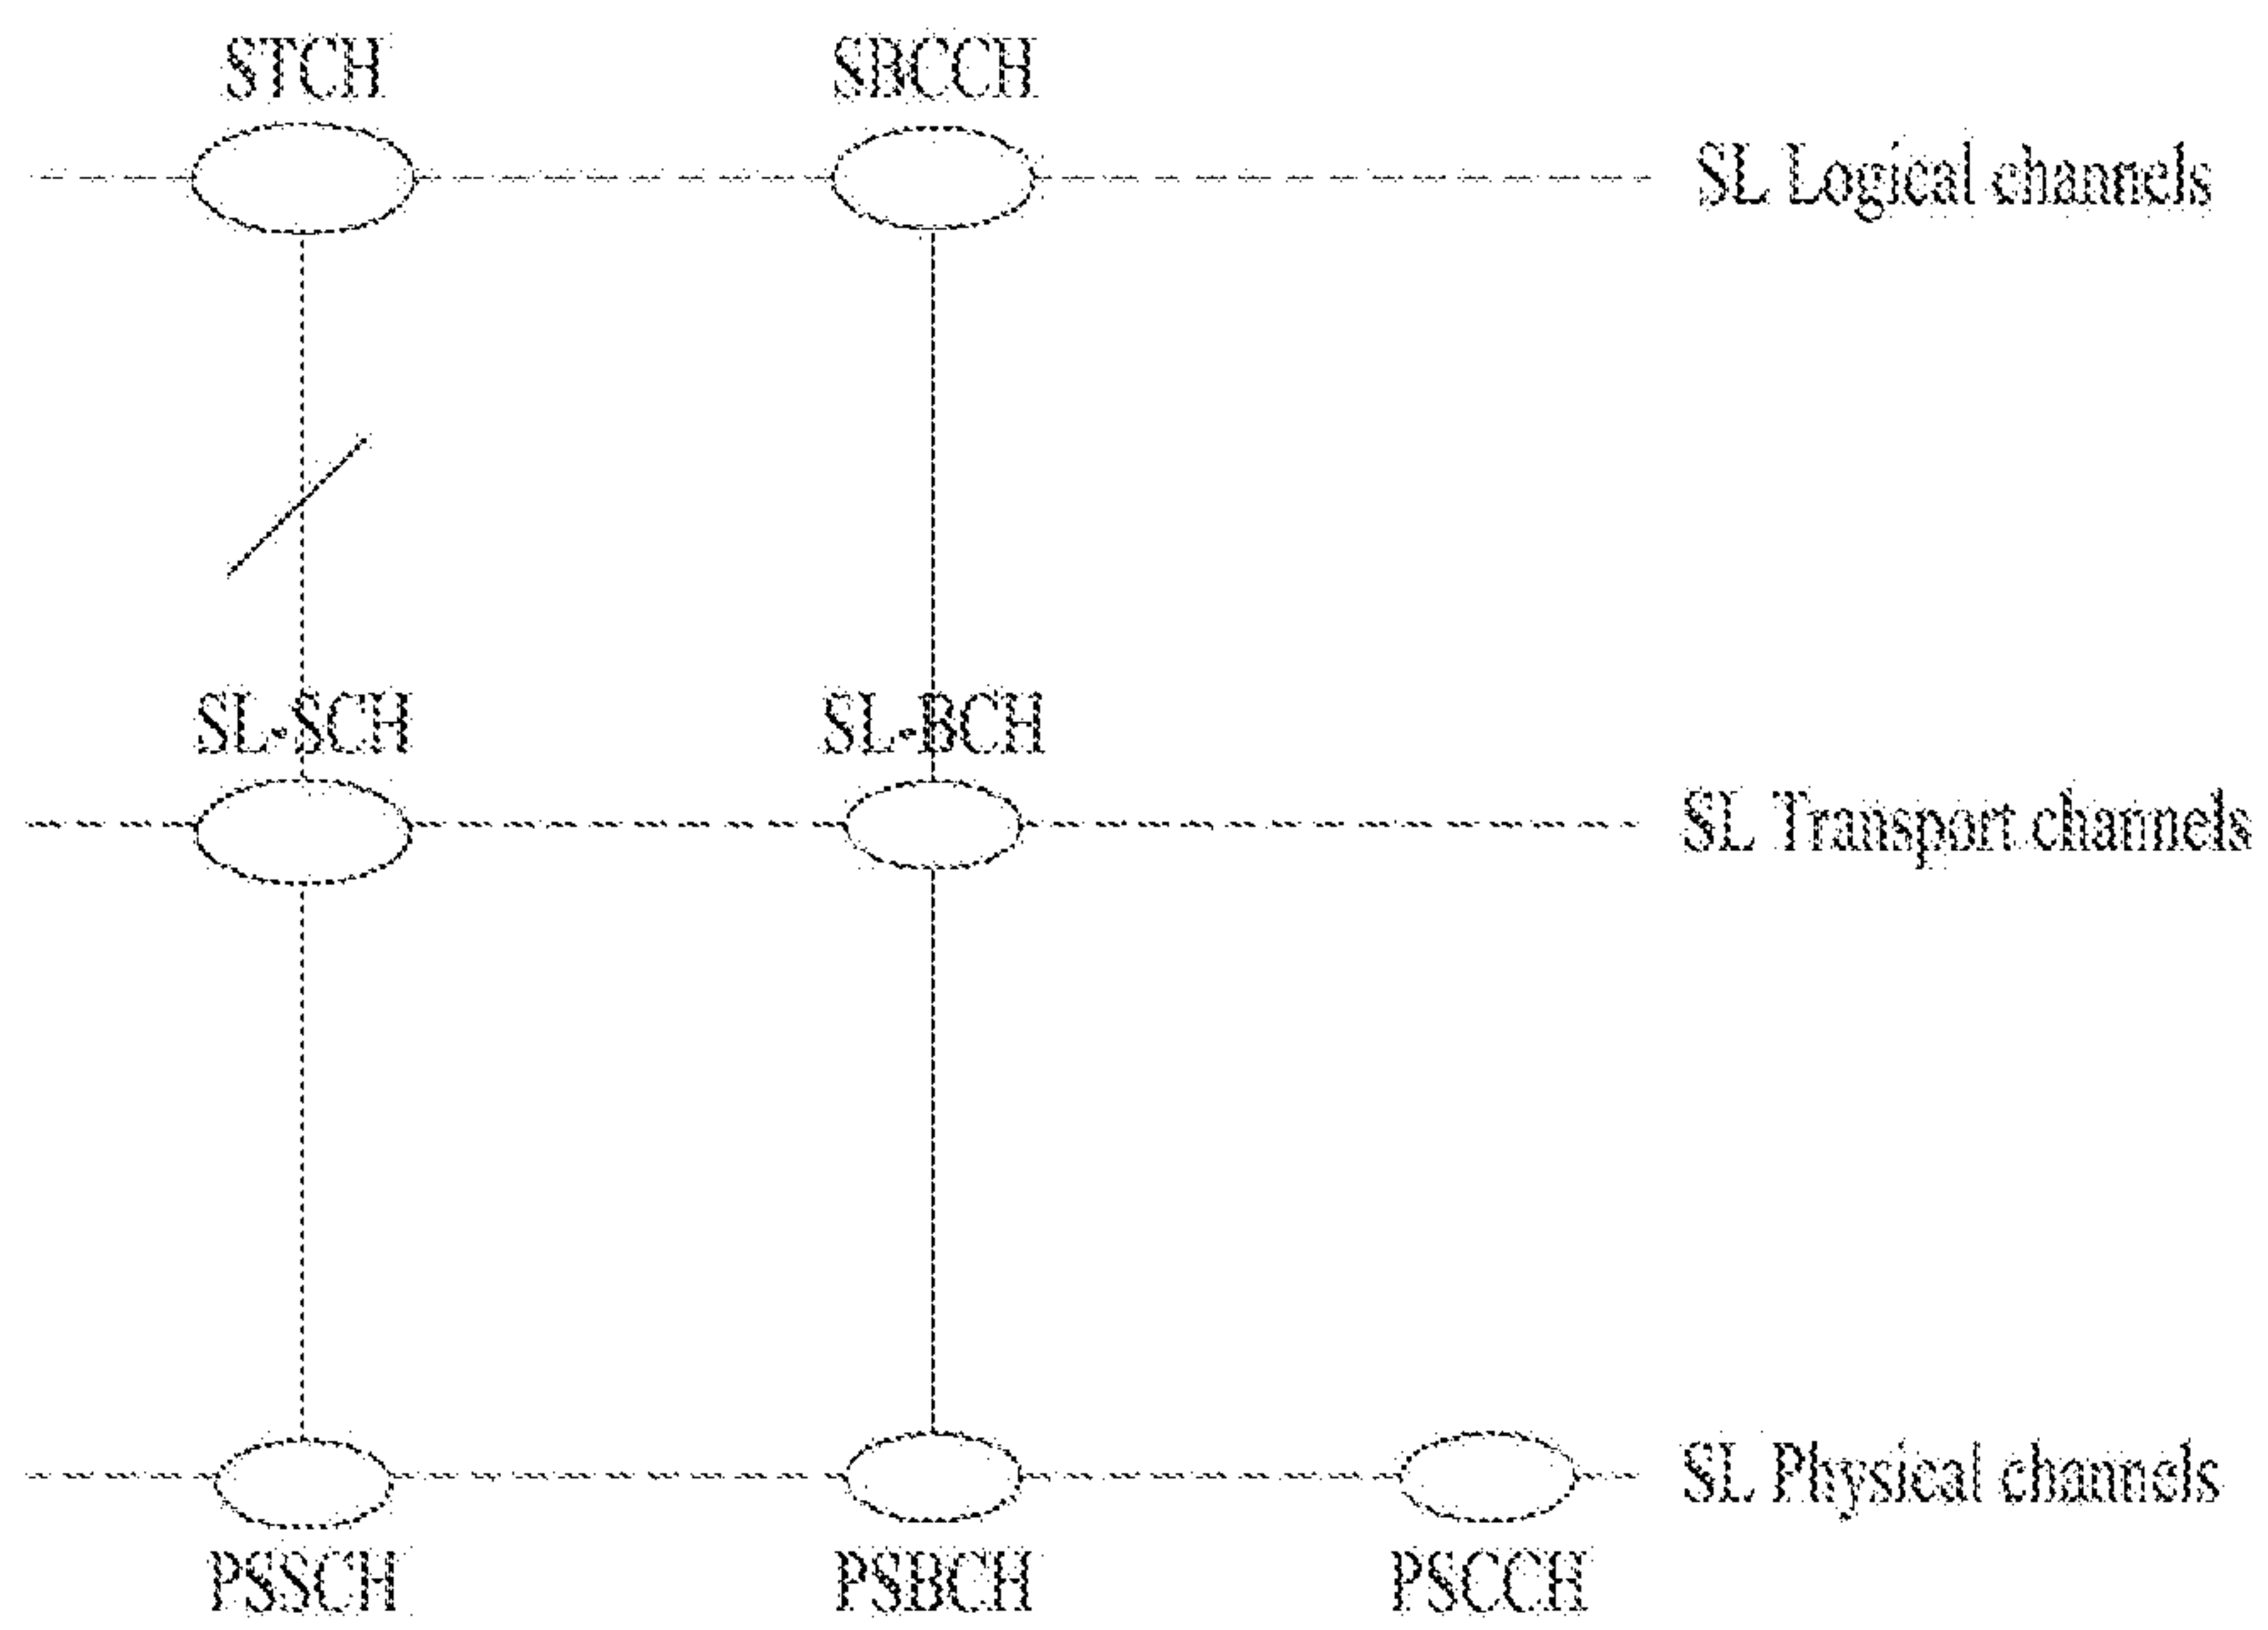 STCH
SBCCH
SL Logical channels
SL-SCH
SL-BCH
SL Transport channels
SL Physical channels
PSSCH
PSBCH
PSCCH